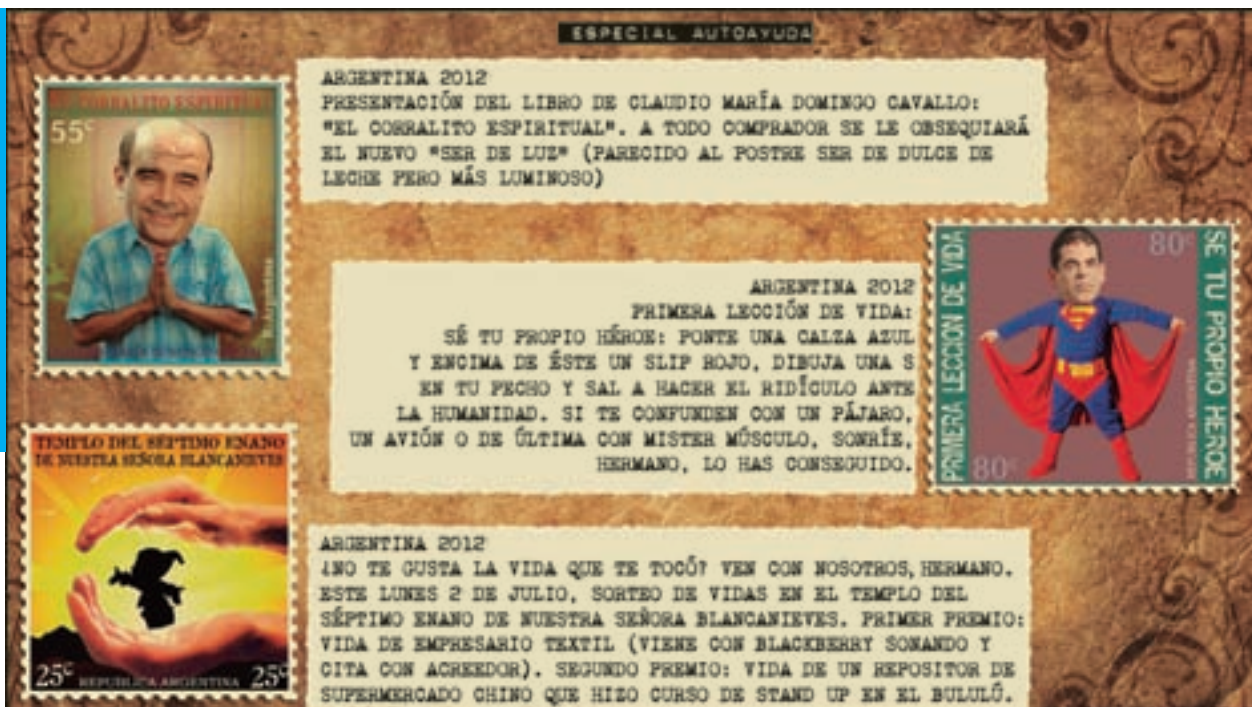 ESPECIAL AUTOAYUDA
EL CORRALITO ESPIRITUAL
55c
ARGENTINA 2012
PRESENTACIÓN DEL LIBRO DE CLAUDIO MARÍA DOMINGO CAVALLO:
"EL CORRALITO ESPIRITUAL". A TODO COMPRADOR SE LE OBSEQUIARÁ
EL NUEVO "SER DE LUZ" (PARECIDO AL POSTRE SER DE DULCE DE
LECHE PERO MÁS LUMINOSO)
ARGENTINA 2012
PRIMERA LECCIÓN DE VIDA:
SÉ TU PROPIO HÉROE: PONTE UNA CALZA AZUL
Y ENCIMA DE ÉSTE UN SLIP ROJO, DIBUJA UNA S
EN TU PECHO Y SAL A HACER EL RIDÍCULO ANTE
LA HUMANIDAD. SI TE CONFUNDEN CON UN PÁJARO,
UN AVIÓN O DE ÚLTIMA CON MISTER MÚSCULO, SONRÍE,
HERMANO, LO HAS CONSEGUIDO.
PRIMERA LECCION DE VIDA
80c
SE TU PROPIO HEROE
80c
TEMPLO DEL SEPTIMO ENANO
DE NUESTRA SEÑORA BLANCANIEVES
25c REPUBLICA ARGENTINA 25c
ARGENTINA 2012
¿NO TE GUSTA LA VIDA QUE TE TOCÓ? VEN CON NOSOTROS, HERMANO.
ESTE LUNES 2 DE JULIO, SORTEO DE VIDAS EN EL TEMPLO DEL
SÉPTIMO ENANO DE NUESTRA SEÑORA BLANCANIEVES. PRIMER PREMIO:
VIDA DE EMPRESARIO TEXTIL (VIENE CON BLACKBERRY SONANDO Y
CITA CON ACREEDOR). SEGUNDO PREMIO: VIDA DE UN REPOSITOR DE
SUPERMERCADO CHINO QUE HIZO CURSO DE STAND UP EN EL BULULÚ.